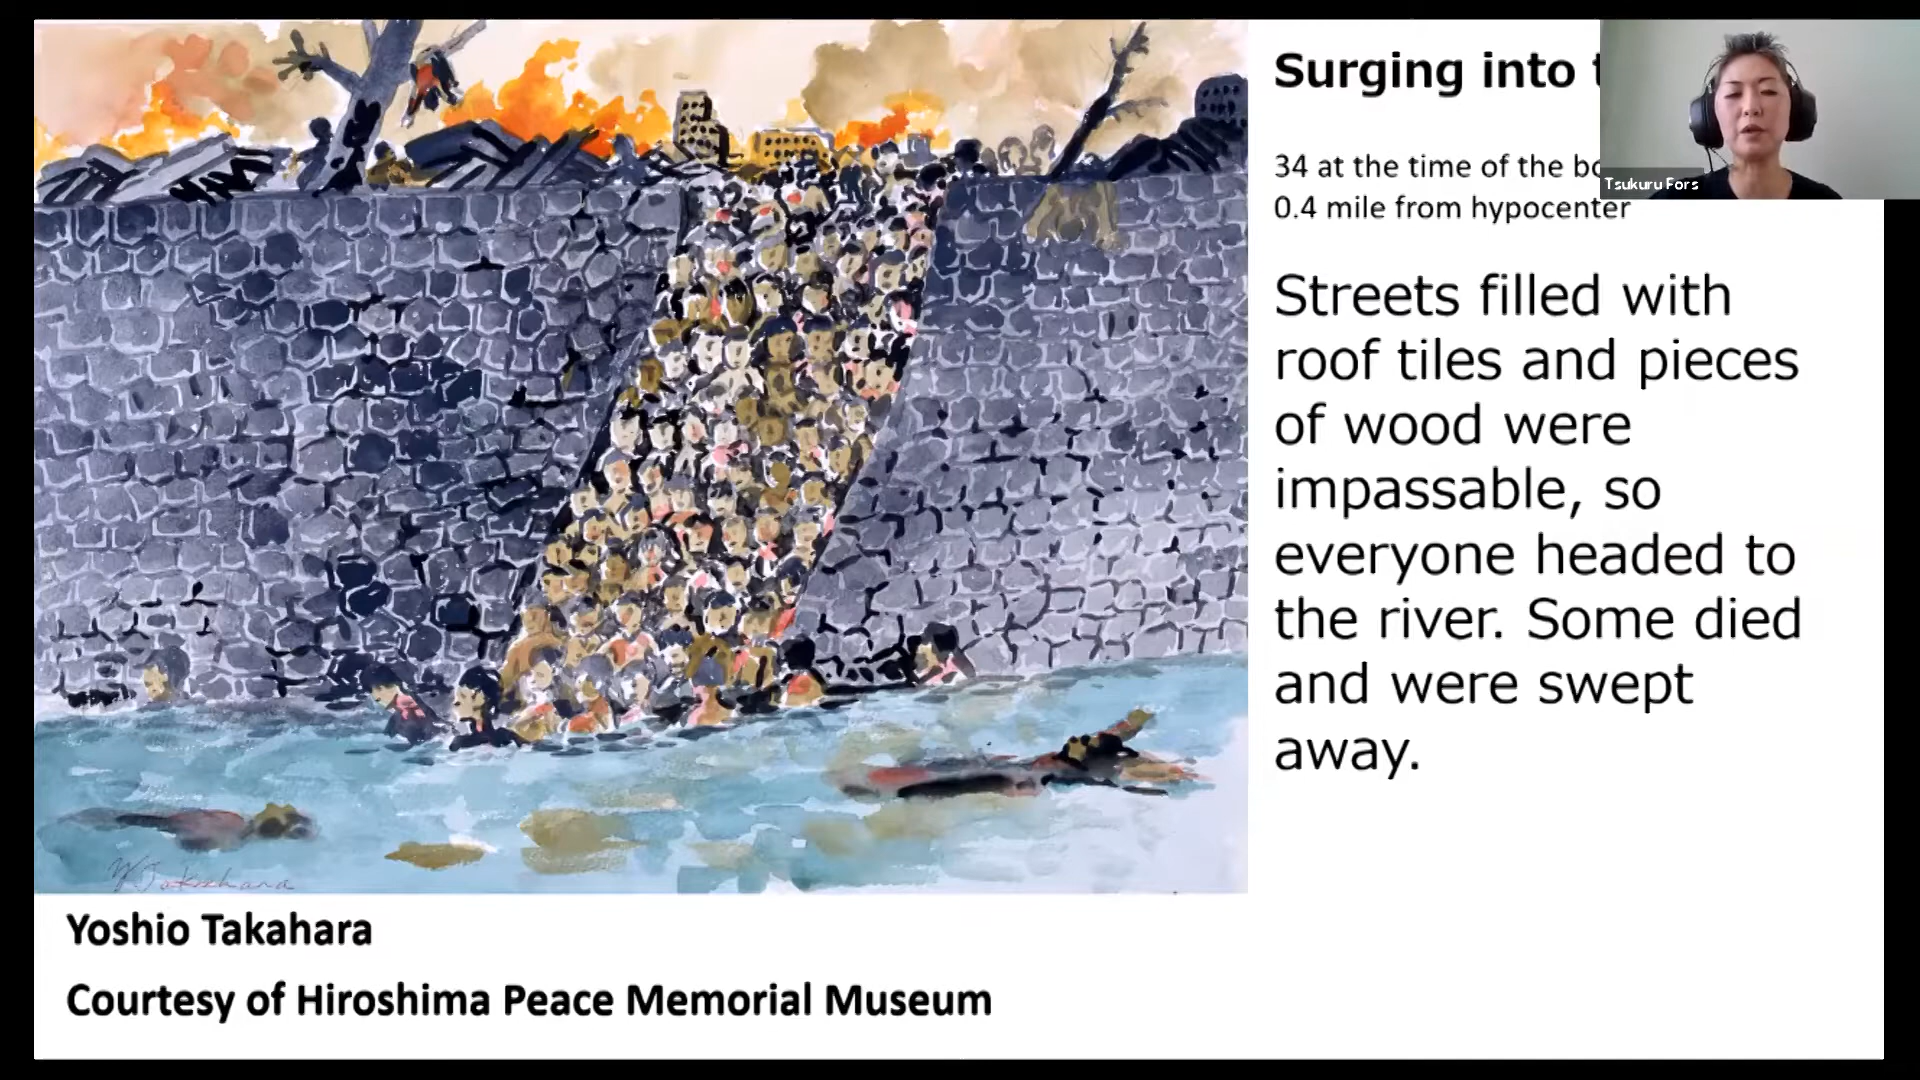 Surging into
34 at the time of the
0.4 mile from hypocenter
Tsukuru Fors
Streets filled with
roof tiles and pieces
of wood were
impassable, so
everyone headed to
the river. Some died
and were swept
away.
Y Takahara
Yoshio Takahara
Courtesy of Hiroshima Peace Memorial Museum